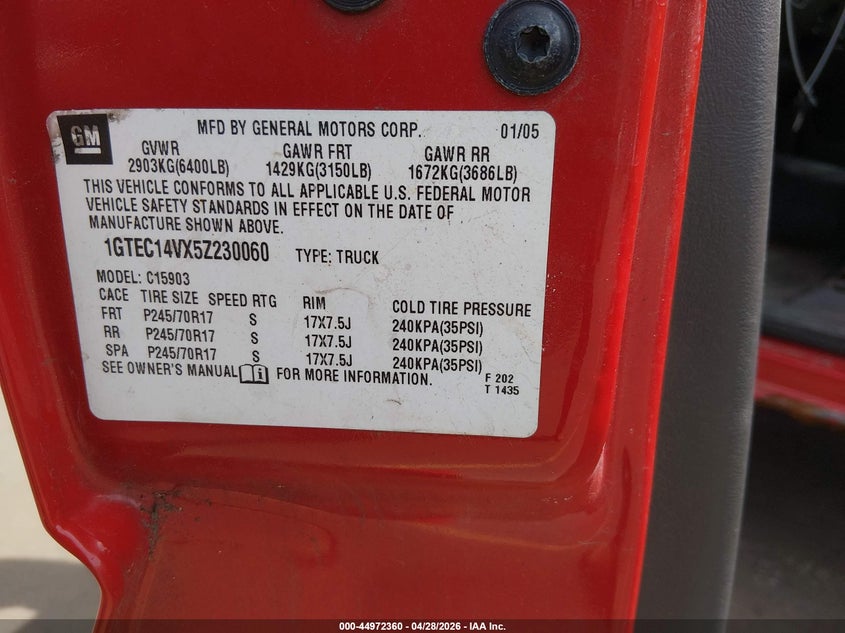 GM
MFD BY GENERAL MOTORS CORP. 01/05
GVWR GAWR FRT GAWR RR
2903KG(6400LB) 1429KG(3150LB) 1672KG(3686LB)
THIS VEHICLE CONFORMS TO ALL APPLICABLE U.S. FEDERAL MOTOR
VEHICLE SAFETY STANDARDS IN EFFECT ON THE DATE OF
MANUFACTURE SHOWN ABOVE.
1GTEC14VX5Z230060 TYPE: TRUCK
MODEL: C15903
CACE TIRE SIZE SPEED RTG RIM COLD TIRE PRESSURE
FRT P245/70R17 S 17X7.5J 240KPA(35PSI)
RR P245/70R17 S 17X7.5J 240KPA(35PSI)
SPA P245/70R17 S 17X7.5J 240KPA(35PSI)
SEE OWNER'S MANUAL FOR MORE INFORMATION.
F 202
T 1435
000-44972360 - 04/28/2026 - IAA Inc.